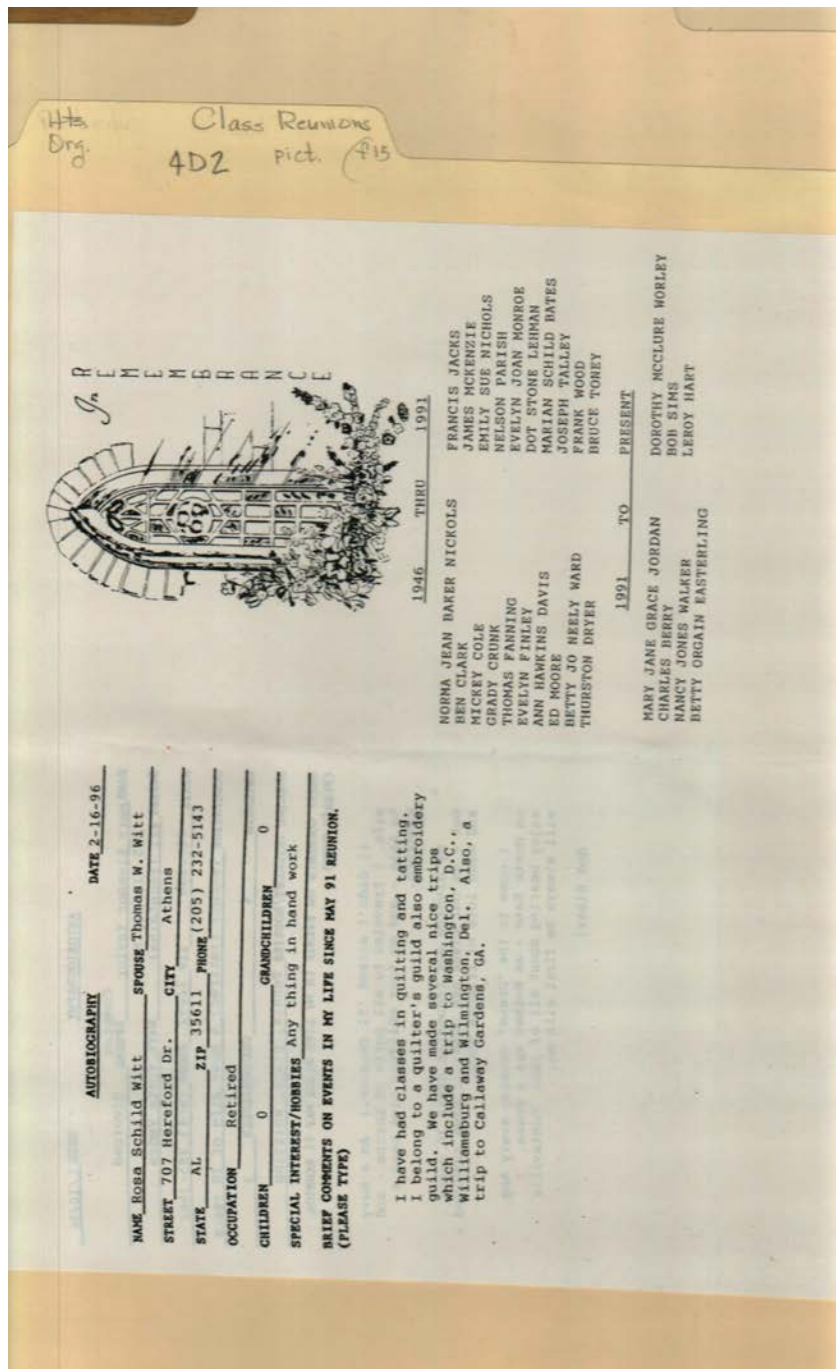 Class Reunions
Org.
4D2 pict.
AUTOBIOGRAPHY DATE 2-16-96
NAME Rosa Schild Witt SPOUSE Thomas W. Witt
STREET 707 Hereford Dr. CITY Athens
STATE AL ZIP 35611 PHONE (205) 232-5143
OCCUPATION Retired
CHILDREN 0 GRANDCHILDREN 0
SPECIAL INTEREST/HOBBIES Any thing in hand work
BRIEF COMMENTS ON EVENTS IN MY LIFE SINCE MAY 91 REUNION.
(PLEASE TYPE)
I have had classes in quilting and tatting.
I belong to a quilter's guild also embroidery
guild. We have made several nice trips
which include a trip to Washington, D.C.,
Williamsburg and Wilmington, Del. Also, a
trip to Callaway Gardens, GA.
In
REMEMBRANCE
1946 THRU 1991
NORMA JEAN BAKER NICKOLS FRANCIS JACKS
BEN CLARK JAMES MCKENZIE
MICKEY COLE EMILY SUE NICHOLS
GRADY CRUNK NELSON PARISH
THOMAS FANNING EVELYN JOAN MONROE
EVELYN FINLEY DOT STONE LEHMAN
ANN HAWKINS DAVIS MARIAN SCHILD BATES
ED MOORE JOSEPH TALLEY
BETTY JO NEELY WARD FRANK WOOD
THURSTON DRYER BRUCE TONEY
1991 TO PRESENT
MARY JANE GRACE JORDAN DOROTHY MCCLURE WORLEY
CHARLES BERRY BOB SIMS
NANCY JONES WALKER LEROY HART
BETTY ORGAIN EASTERLING